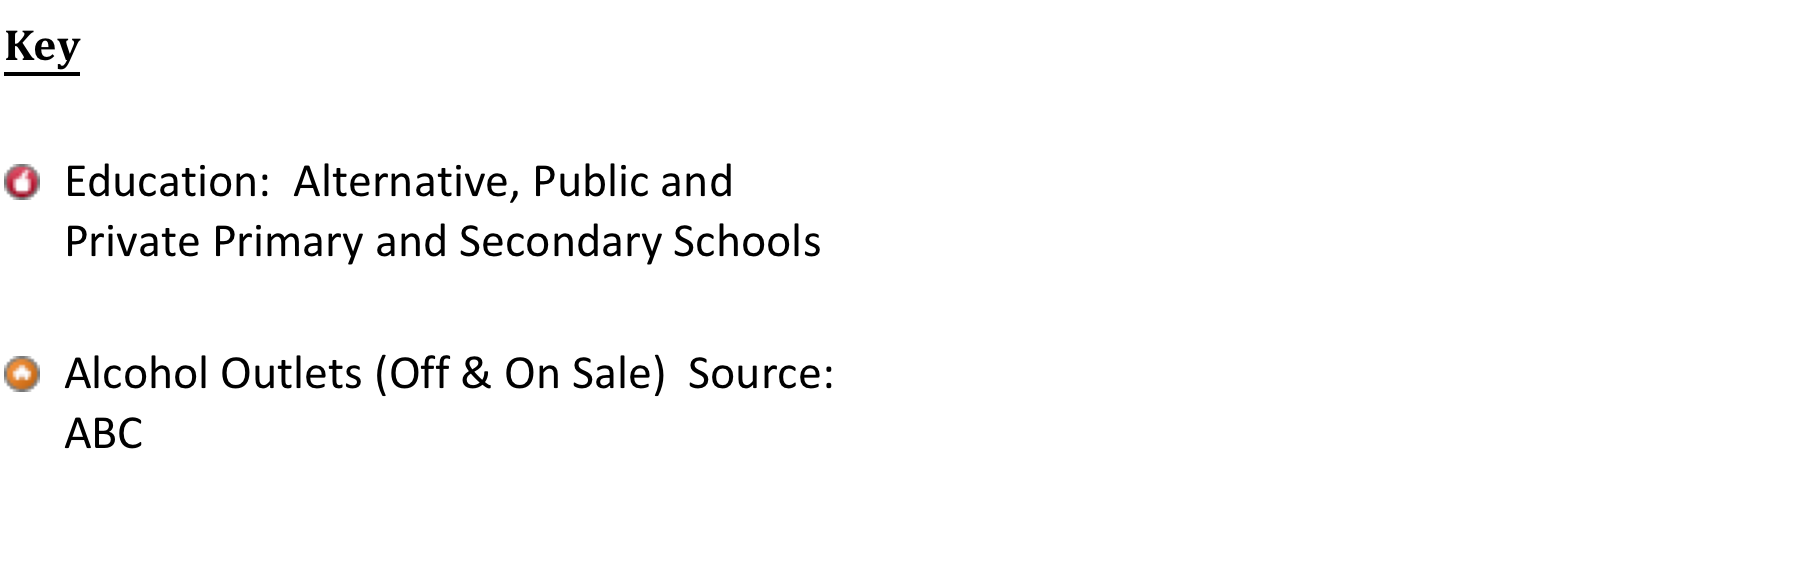 Key
Education:  Alternative, Public and
Private Primary and Secondary Schools
Alcohol Outlets (Off & On Sale)  Source:
ABC